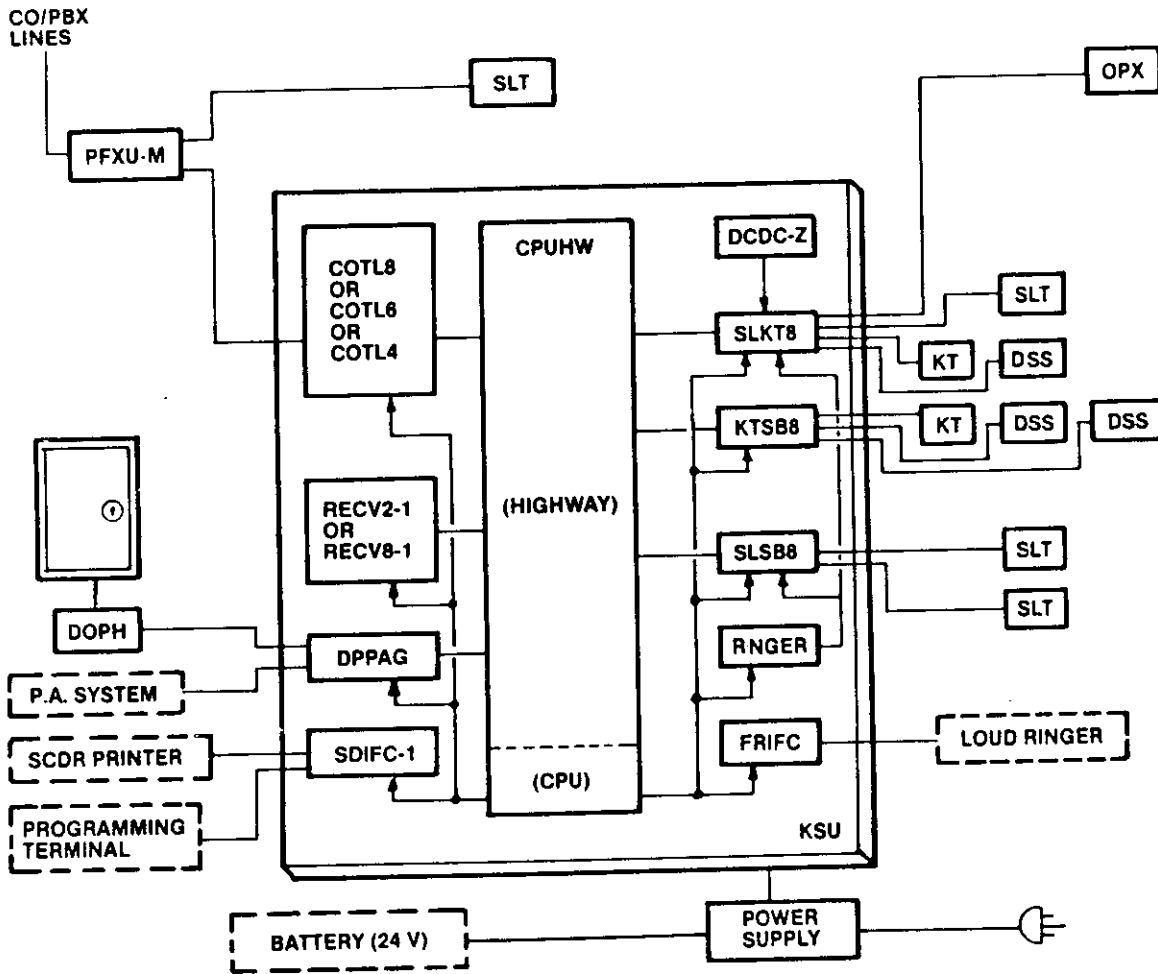 CO/PBX
LINES
SLT
OPX
PFXU-M
COTL8
OR
COTL6
OR
COTL4
CPUHW
DCDC-Z
SLKT8
SLT
KT
DSS
KTSB8
KT
DSS
DSS
RECV2-1
OR
RECV8-1
(HIGHWAY)
SLSB8
SLT
SLT
DOPH
DPPAG
RNGER
P.A. SYSTEM
SCDR PRINTER
SDIFC-1
FRIFC
LOUD RINGER
(CPU)
PROGRAMMING
TERMINAL
KSU
BATTERY (24 V)
POWER
SUPPLY